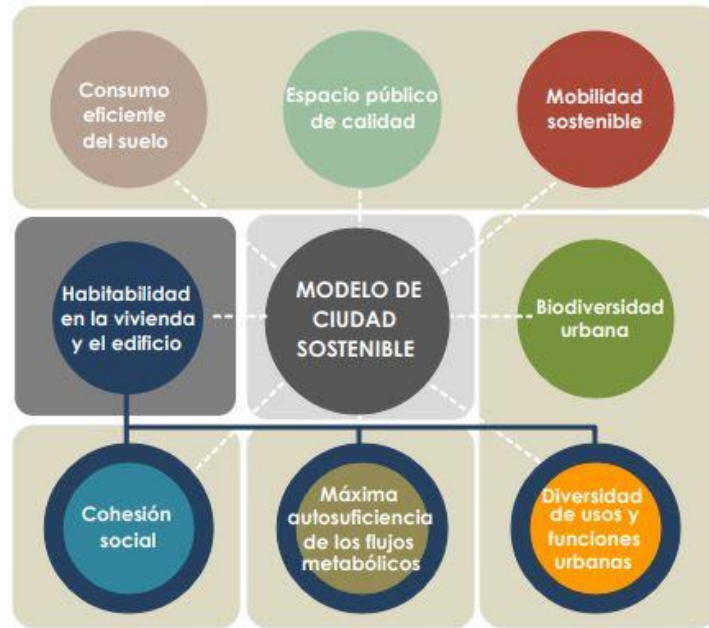 Consumo
eficiente
del suelo
Espacio público
de calidad
Mobilidad
sostenible
Habitabilidad
en la vivienda
y el edificio
MODELO DE
CIUDAD
SOSTENIBLE
Biodiversidad
urbana
Cohesión
social
Máxima
autosuficiencia
de los flujos
metabólicos
Diversidad
de usos y
funciones
urbanas